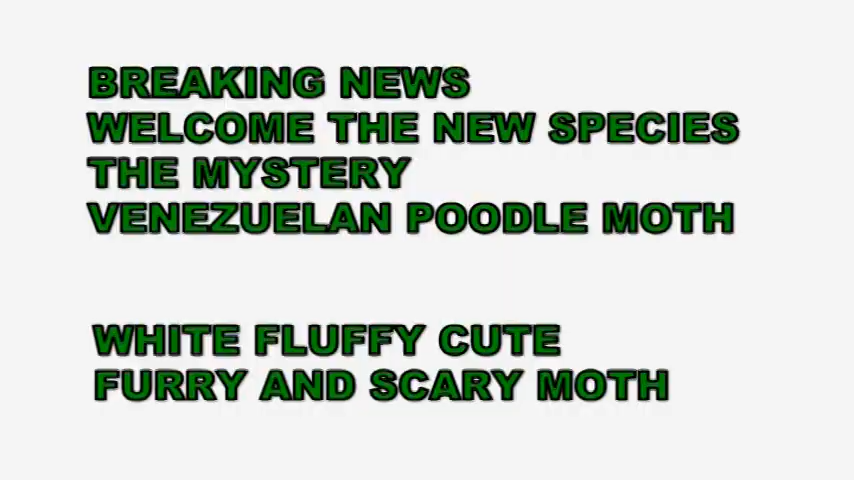 BREAKING NEWS
WELCOME THE NEW SPECIES
THE MYSTERY
VENEZUELAN POODLE MOTH
WHITE FLUFFY CUTE
FURRY AND SCARY MOTH